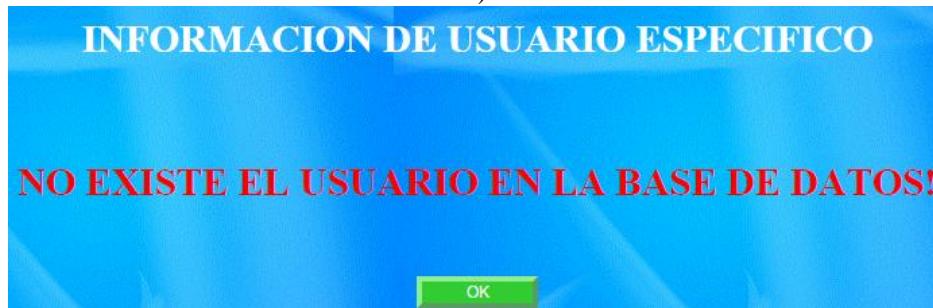 INFORMACION DE USUARIO ESPECIFICO
NO EXISTE EL USUARIO EN LA BASE DE DATOS!
OK